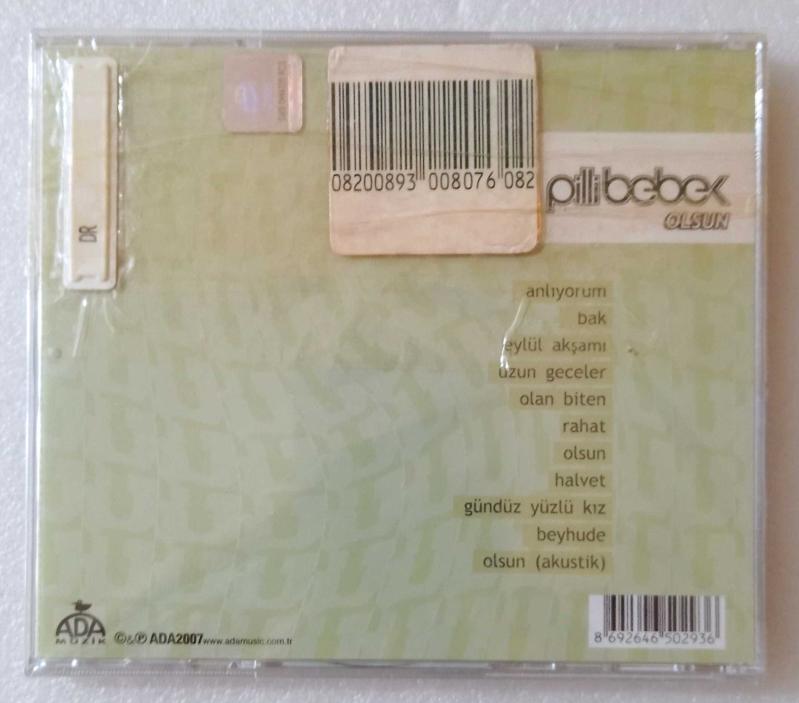 DR
08200893 008076 082
pilli bebek
OLSUN
anlıyorum
bak
eylül akşamı
uzun geceler
olan biten
rahat
olsun
halvet
gündüz yüzlü kız
beyhude
olsun (akustik)
ADA
MÜZİK
©&℗ ADA2007 www.adamusic.com.tr
8 692646 502936